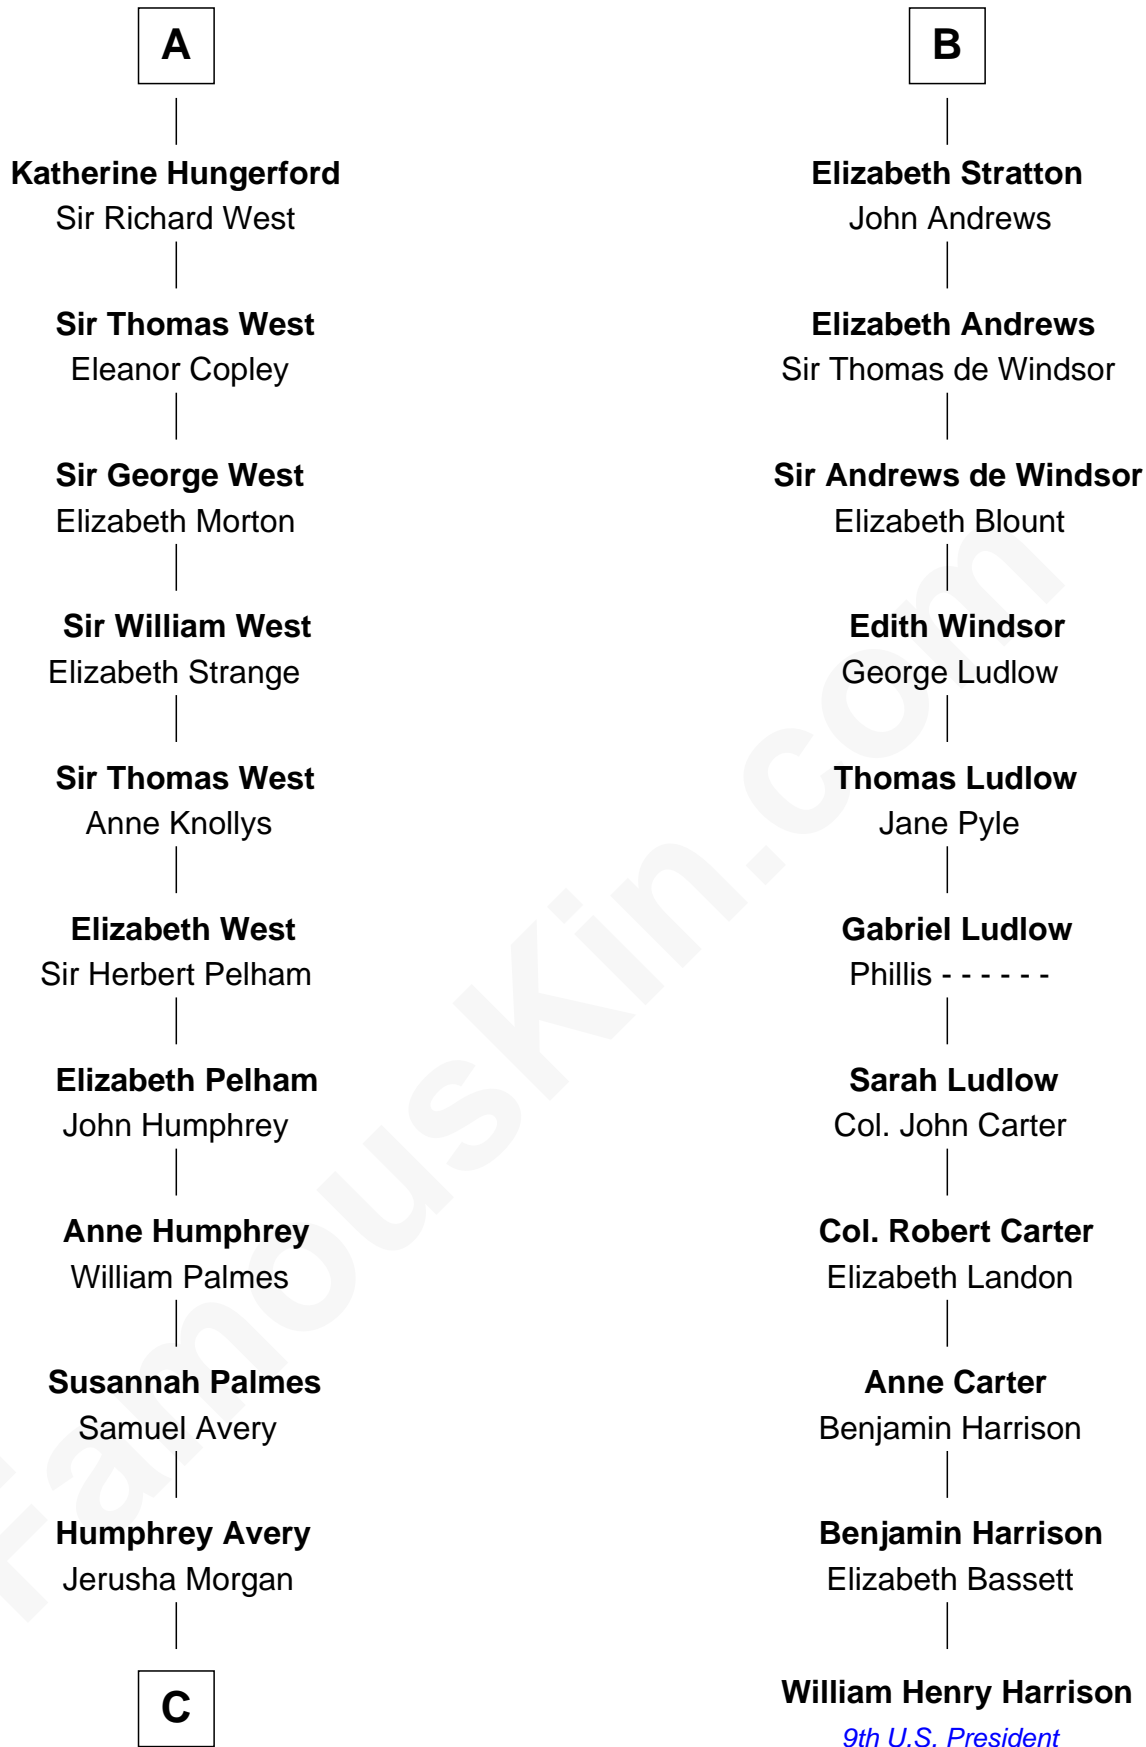 A
Katherine Hungerford
Sir Richard West
Sir Thomas West
Eleanor Copley
Sir George West
Elizabeth Morton
Sir William West
Elizabeth Strange
Sir Thomas West
Anne Knollys
Elizabeth West
Sir Herbert Pelham
Elizabeth Pelham
John Humphrey
Anne Humphrey
William Palmes
Susannah Palmes
Samuel Avery
Humphrey Avery
Jerusha Morgan
C
B
Elizabeth Stratton
John Andrews
Elizabeth Andrews
Sir Thomas de Windsor
Sir Andrews de Windsor
Elizabeth Blount
Edith Windsor
George Ludlow
Thomas Ludlow
Jane Pyle
Gabriel Ludlow
Phillis - - - - - -
Sarah Ludlow
Col. John Carter
Col. Robert Carter
Elizabeth Landon
Anne Carter
Benjamin Harrison
Benjamin Harrison
Elizabeth Bassett
William Henry Harrison
9th U.S. President
FamousKin.com